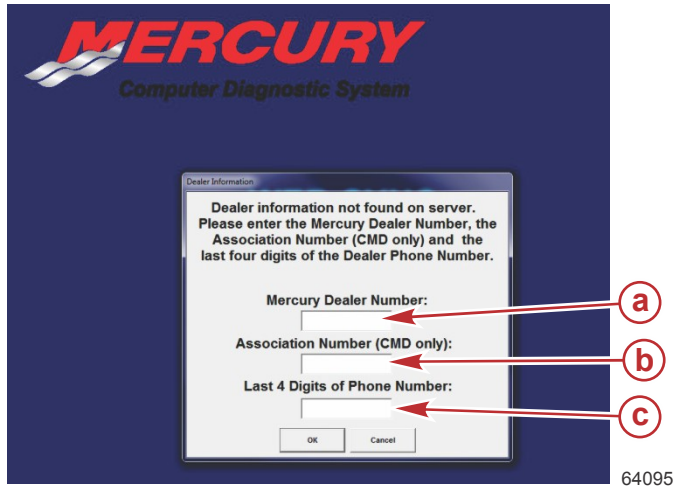 MERCURY
Computer Diagnostic System
Dealer Information
Dealer information not found on server.
Please enter the Mercury Dealer Number, the
Association Number (CMD only) and the
last four digits of the Dealer Phone Number.
Mercury Dealer Number:
a
Association Number (CMD only):
b
Last 4 Digits of Phone Number:
c
OK Cancel
64095